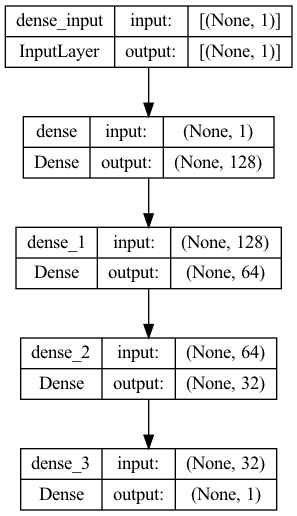 dense_input input: [(None, 1)]
InputLayer output: [(None, 1)]
dense input: (None, 1)
Dense output: (None, 128)
dense_1 input: (None, 128)
Dense output: (None, 64)
dense_2 input: (None, 64)
Dense output: (None, 32)
dense_3 input: (None, 32)
Dense output: (None, 1)